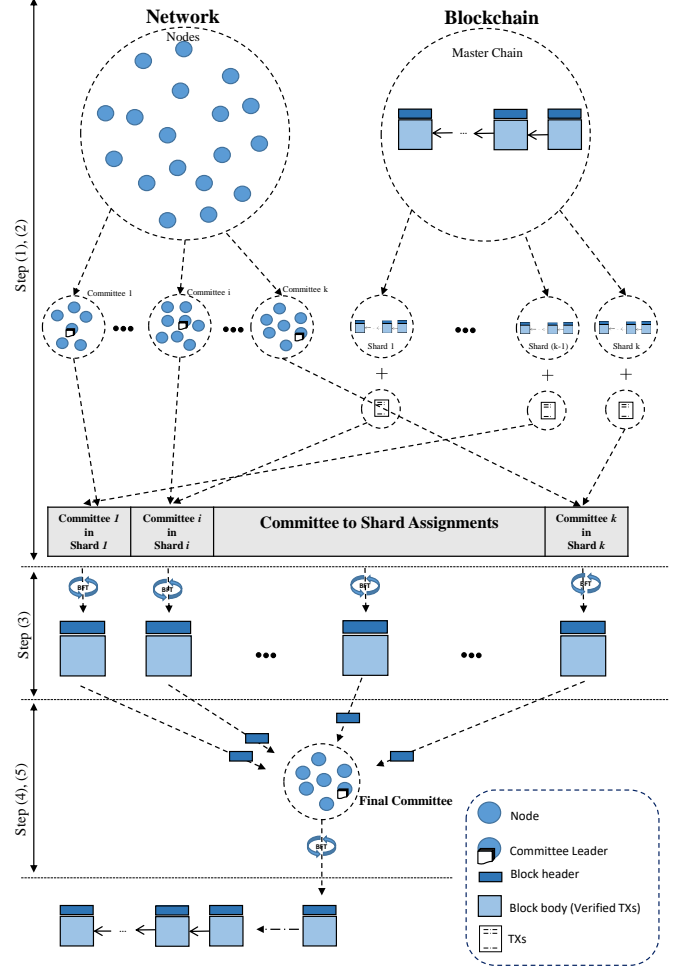 Network
Blockchain
Nodes
Master Chain
Step (1), (2)
Committee 1
Committee i
Committee k
...
Shard 1
Shard (k-1)
Shard k
+
+
+
Committee 1
in
Shard 1
Committee i
in
Shard i
Committee to Shard Assignments
Committee k
in
Shard k
Step (3)
BFT
BFT
BFT
BFT
Step (4), (5)
Final Committee
BFT
...
Node
Committee Leader
Block header
Block body (Verified TXs)
TXs